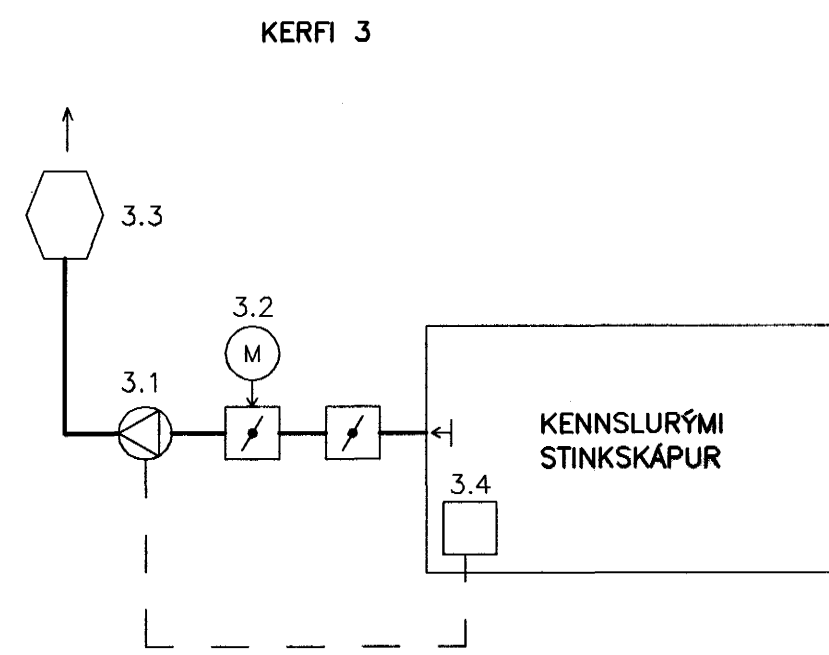 KERFI 3
3.3
3.2
M
3.1
KENNSLURÝMI
STINKSKÁPUR
3.4